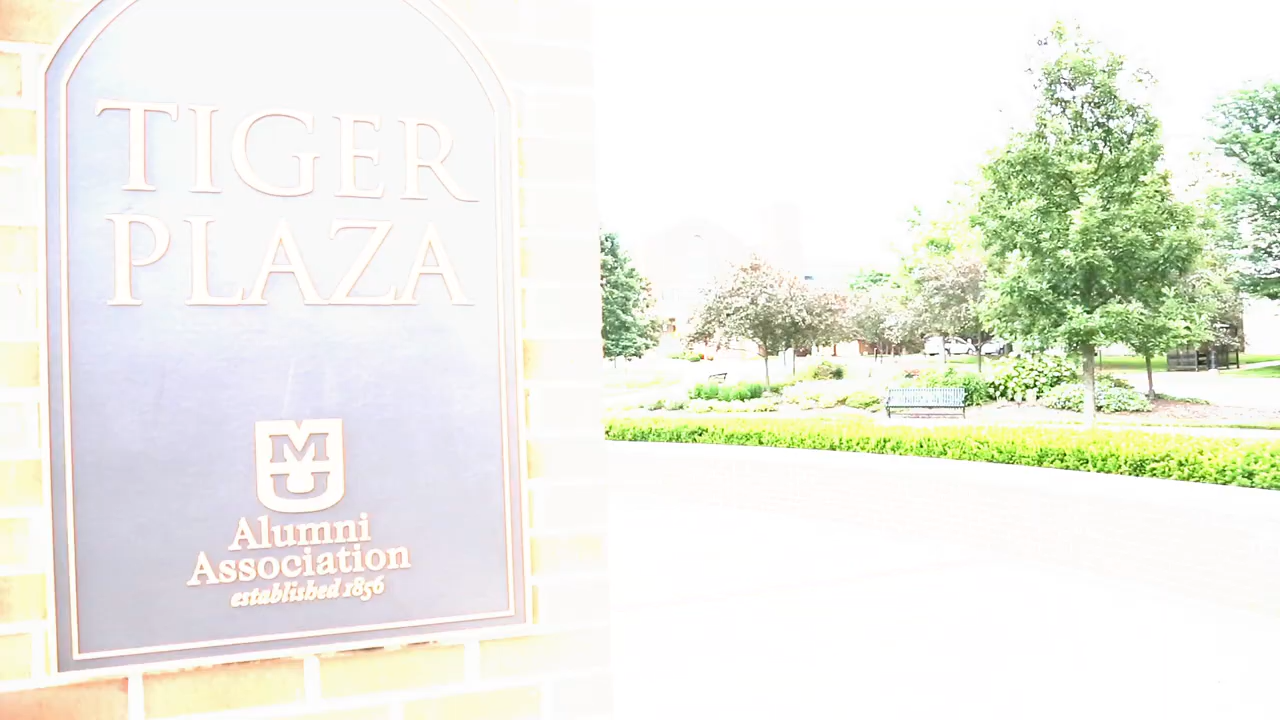 TIGER
PLAZA
MU
Alumni
Association
established 1856